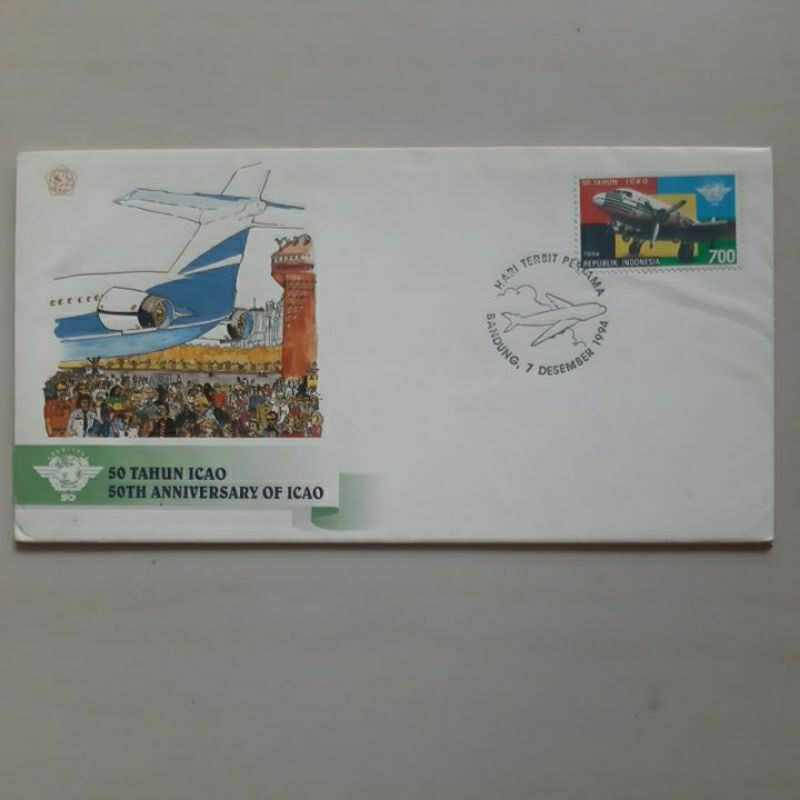 50 TAHUN ICAO
1994
REPUBLIK INDONESIA
700
HARI TERBIT PERTAMA
BANDUNG, 7 DESEMBER 1994
50
50 TAHUN ICAO
50TH ANNIVERSARY OF ICAO